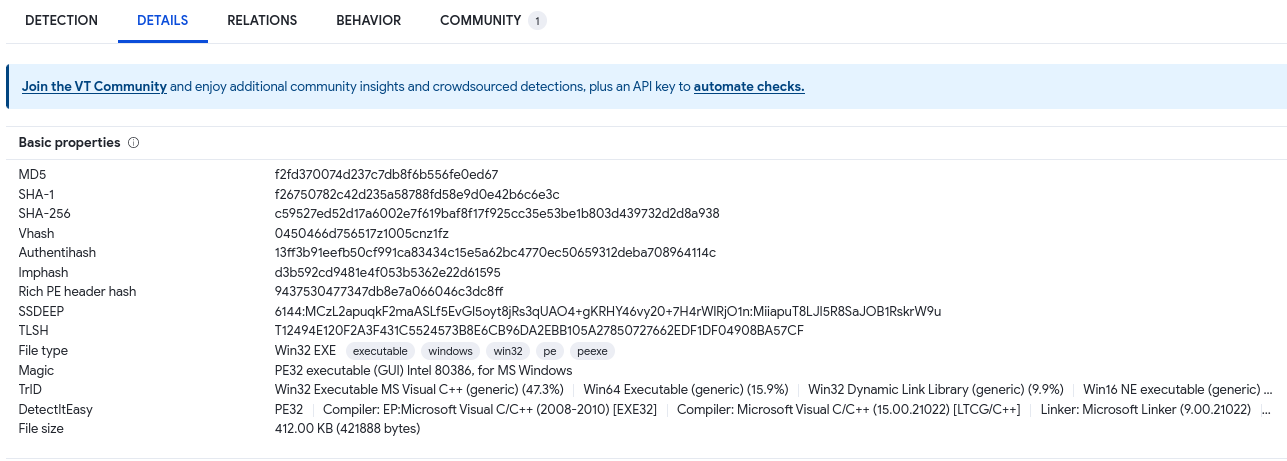 DETECTION DETAILS RELATIONS BEHAVIOR COMMUNITY 1
Join the VT Community and enjoy additional community insights and crowdsourced detections, plus an API key to automate checks.
Basic properties
MD5 f2fd370074d237c7db8f6b556fe0ed67
SHA-1 f26750782c42d235a58788fd58e9d0e42b6c6e3c
SHA-256 c59527ed52d17a6002e7f619baf8f17f925cc35e53be1b803d439732d2d8a938
Vhash 0450466d756517z1005cnz1fz
Authentihash 13ff3b91eefb50cf991ca83434c15e5a62bc4770ec50659312deba708964114c
Imphash d3b592cd9481e4f053b5362e22d61595
Rich PE header hash 9437530477347db8e7a066046c3dc8ff
SSDEEP 6144:MCzL2apuqkF2maASLf5EvGl5oyt8jRs3qUAO4+gKRHY46vy20+7H4rWlRjO1n:MiiapuT8LJl5R8SaJOB1RskrW9u
TLSH T12494E120F2A3F431C5524573B8E6CB96DA2EBB105A27850727662EDF1DF04908BA57CF
File type Win32 EXE executable windows win32 pe peexe
Magic PE32 executable (GUI) Intel 80386, for MS Windows
TrID Win32 Executable MS Visual C++ (generic) (47.3%) Win64 Executable (generic) (15.9%) Win32 Dynamic Link Library (generic) (9.9%) Win16 NE executable (generic) ...
DetectItEasy PE32 Compiler: EP:Microsoft Visual C/C++ (2008-2010) [EXE32] Compiler: Microsoft Visual C/C++ (15.00.21022) [LTCG/C++] Linker: Microsoft Linker (9.00.21022) ...
File size 412.00 KB (421888 bytes)